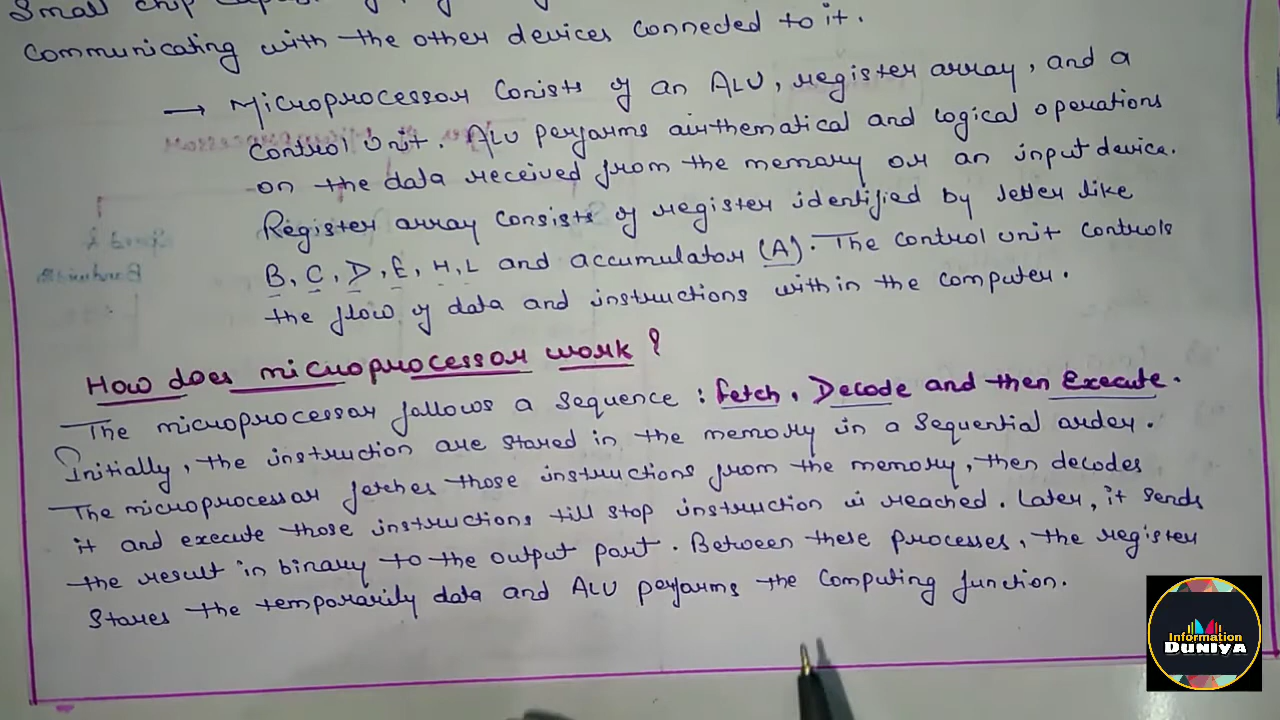 Small chip
communicating with the other devices connected to it.
→ Microprocessor conists of an ALU, register array, and a
control unit. ALU performs airthematical and logical operations
on the data received from the memory or an input device.
Register array consists of register identified by letter like
B, C, D, E, H, L and accumulator (A). The control unit controls
the flow of data and instructions within the computer.
How does microprocessor work ?
The microprocessor follows a sequence : Fetch, Decode and then Execute.
Initially, the instruction are stored in the memory in a sequential order.
The microprocessor fetches those instructions from the memory, then decodes
it and execute those instructions till stop instruction is reached. Later, it sends
the result in binary to the output port. Between these processes, the register
stores the temporarily data and ALU performs the computing function.
Information
Duniya